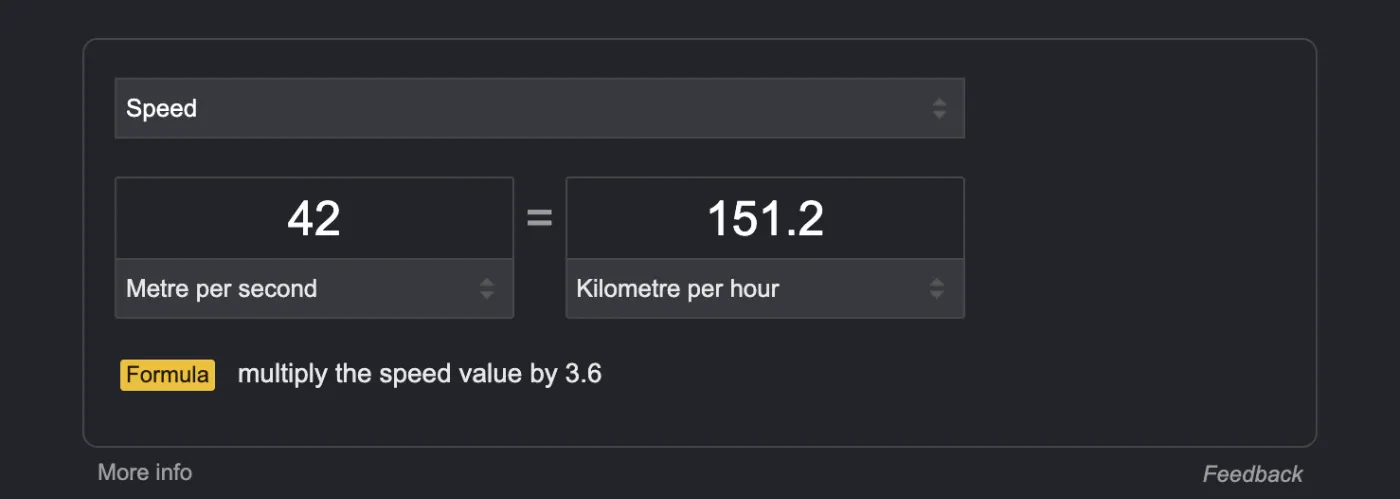 Speed
42 = 151.2
Metre per second Kilometre per hour
Formula multiply the speed value by 3.6
More info Feedback